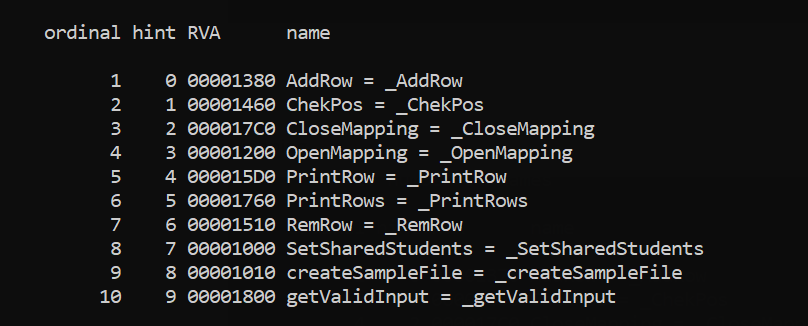 ordinal hint RVA      name
1    0 00001380 AddRow = _AddRow
2    1 00001460 ChekPos = _ChekPos
3    2 000017C0 CloseMapping = _CloseMapping
4    3 00001200 OpenMapping = _OpenMapping
5    4 000015D0 PrintRow = _PrintRow
6    5 00001760 PrintRows = _PrintRows
7    6 00001510 RemRow = _RemRow
8    7 00001000 SetSharedStudents = _SetSharedStudents
9    8 00001010 createSampleFile = _createSampleFile
10    9 00001800 getValidInput = _getValidInput